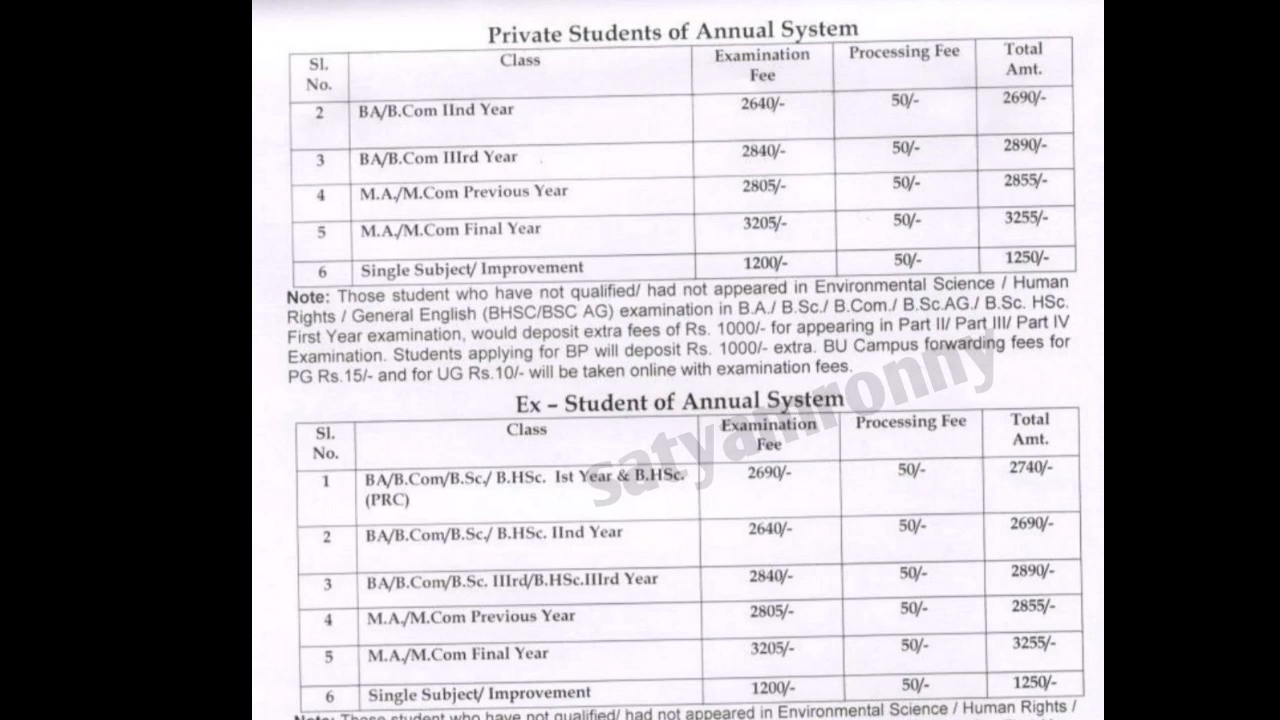 Private Students of Annual System
Sl. No. Class Examination Fee Processing Fee Total Amt.
2 BA/B.Com IInd Year 2640/- 50/- 2690/-
3 BA/B.Com IIIrd Year 2840/- 50/- 2890/-
4 M.A./M.Com Previous Year 2805/- 50/- 2855/-
5 M.A./M.Com Final Year 3205/- 50/- 3255/-
6 Single Subject/ Improvement 1200/- 50/- 1250/-
Note: Those student who have not qualified/ had not appeared in Environmental Science / Human
Rights / General English (BHSC/BSC AG) examination in B.A./ B.Sc./ B.Com./ B.Sc.AG./ B.Sc. HSc.
First Year examination, would deposit extra fees of Rs. 1000/- for appearing in Part II/ Part III/ Part IV
Examination. Students applying for BP will deposit Rs. 1000/- extra. BU Campus forwarding fees for
PG Rs.15/- and for UG Rs.10/- will be taken online with examination fees.
satyamronny
Ex – Student of Annual System
Sl. No. Class Examination Fee Processing Fee Total Amt.
1 BA/B.Com/B.Sc./ B.HSc. Ist Year & B.HSc. (PRC) 2690/- 50/- 2740/-
2 BA/B.Com/B.Sc./ B.HSc. IInd Year 2640/- 50/- 2690/-
3 BA/B.Com/B.Sc. IIIrd/B.HSc.IIIrd Year 2840/- 50/- 2890/-
4 M.A./M.Com Previous Year 2805/- 50/- 2855/-
5 M.A./M.Com Final Year 3205/- 50/- 3255/-
6 Single Subject/ Improvement 1200/- 50/- 1250/-
Note: Those student who have not qualified/ had not appeared in Environmental Science / Human Rights /